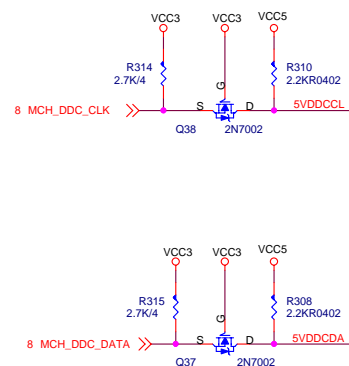 VCC3 VCC3 VCC5
R314 R310
2.7K/4 2.2KR0402
G
8 MCH_DDC_CLK S D 5VDDCCL
Q38 2N7002
VCC3 VCC3 VCC5
R315 R308
2.7K/4 2.2KR0402
G
8 MCH_DDC_DATA S D 5VDDCDA
Q37 2N7002